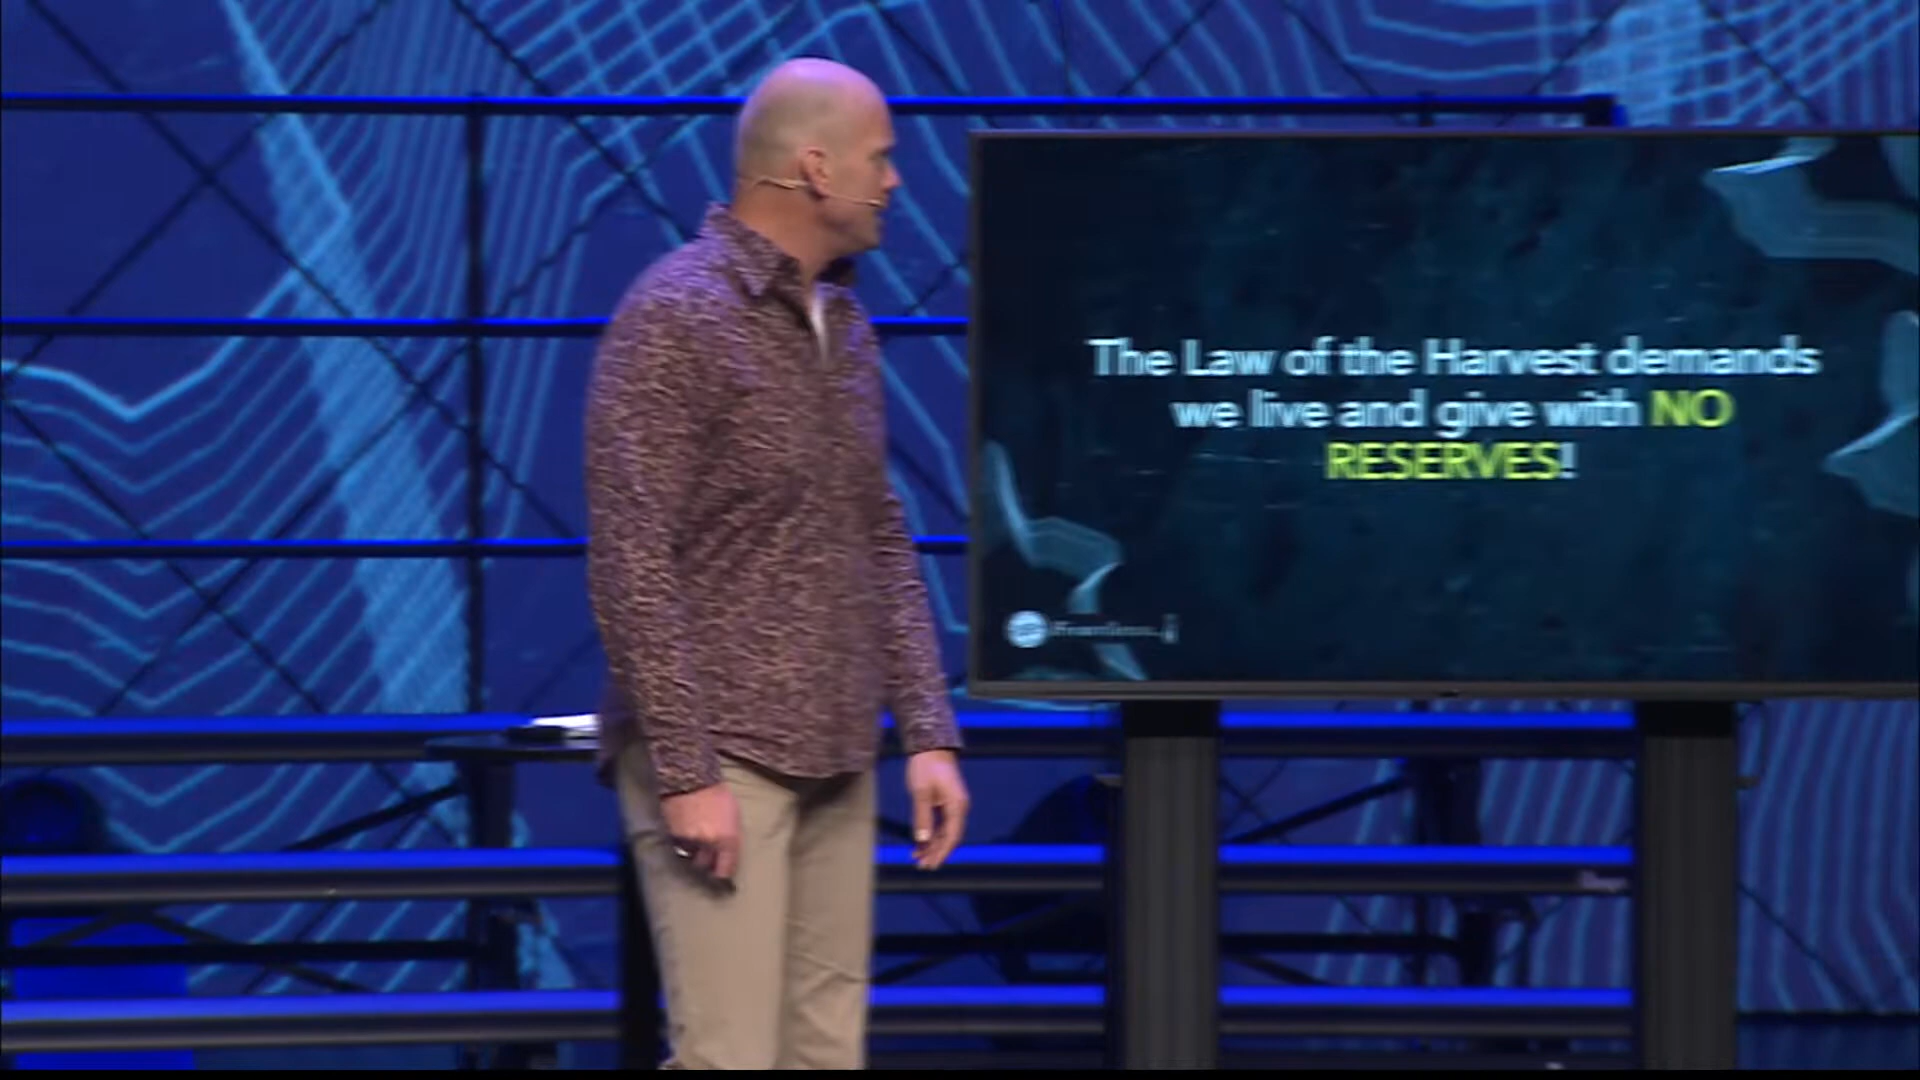 The Law of the Harvest demands
we live and give with NO
RESERVES!